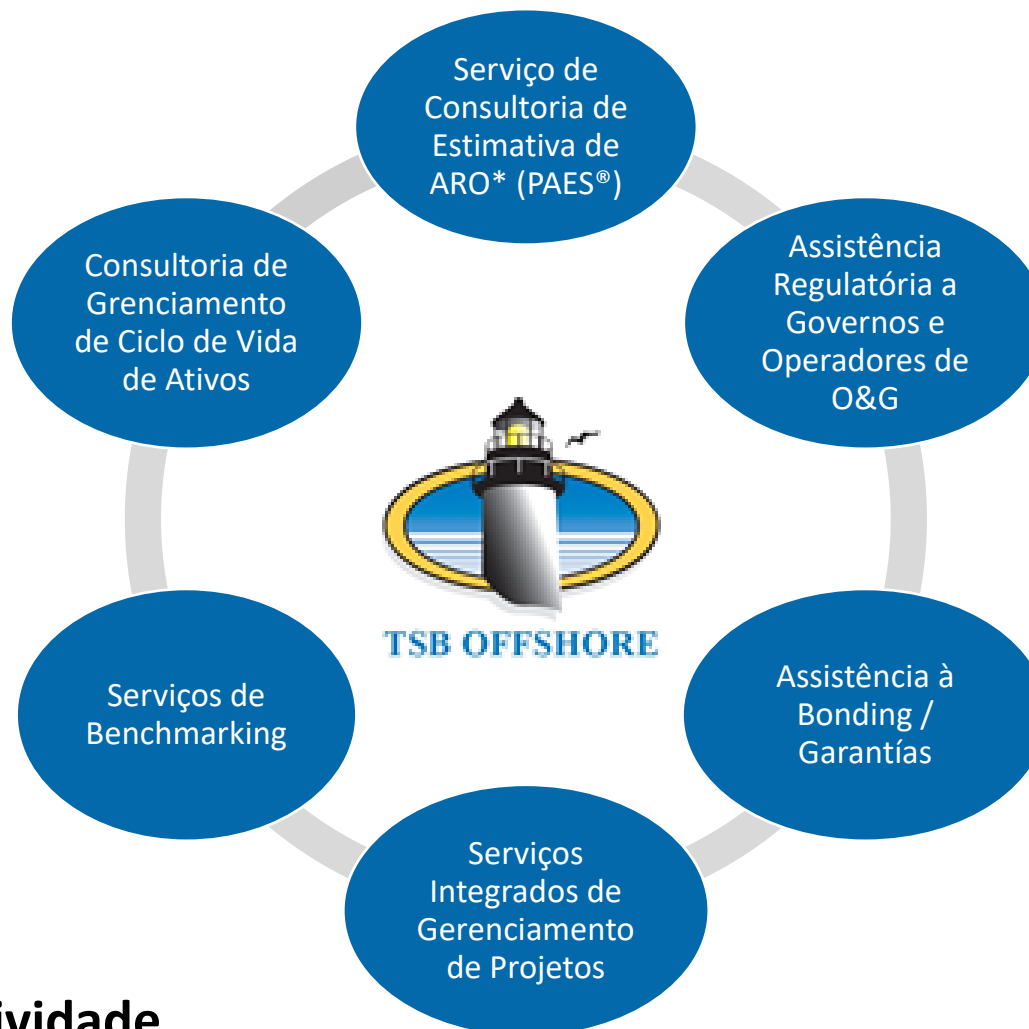 Serviço de
Consultoria de
Estimativa de
ARO* (PAES®)
Assistência
Regulatória a
Governos e
Operadores de
O&G
Assistência à
Bonding /
Garantías
Serviços
Integrados de
Gerenciamento
de Projetos
Serviços de
Benchmarking
Consultoria de
Grenciamento
de Ciclo de Vida
de Ativos
TSB OFFSHORE
ividade